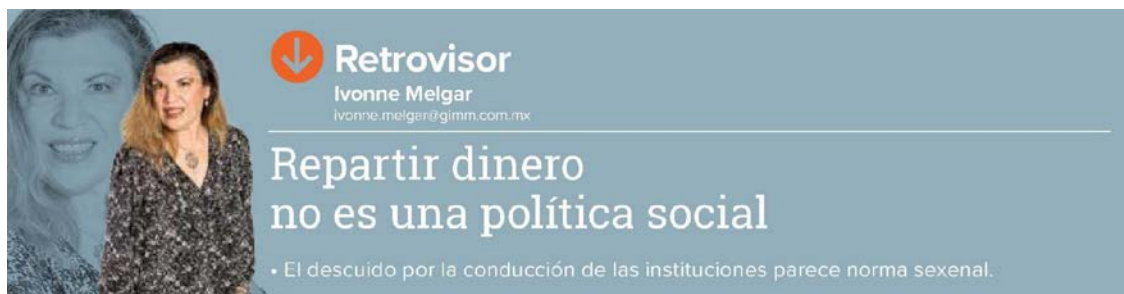 Retrovisor
Ivonne Melgar
ivonne.melgar@gimm.com.mx
Repartir dinero
no es una política social
• El descuido por la conducción de las instituciones parece norma sexenal.